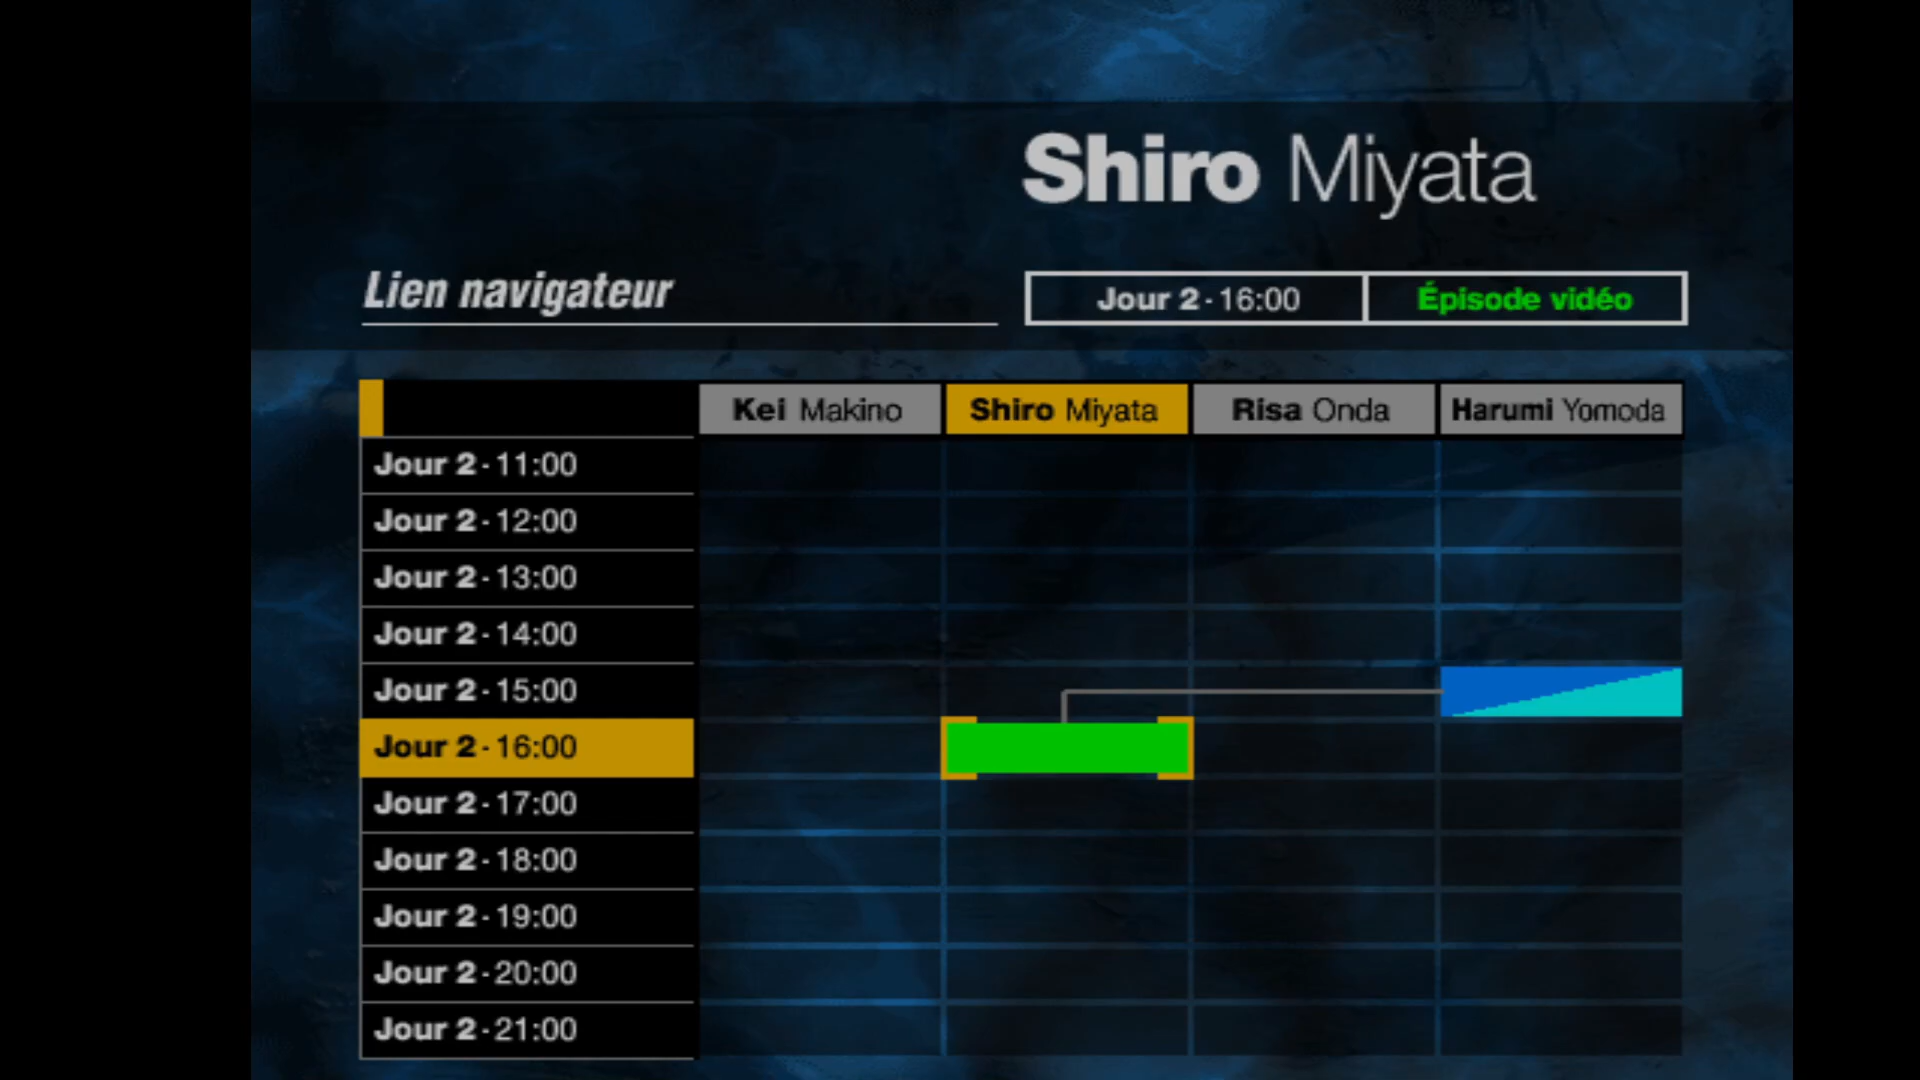 Shiro Miyata
Lien navigateur
Jour 2 - 16:00 Épisode vidéo
Kei Makino Shiro Miyata Risa Onda Harumi Yomoda
Jour 2 - 11:00
Jour 2 - 12:00
Jour 2 - 13:00
Jour 2 - 14:00
Jour 2 - 15:00
Jour 2 - 16:00
Jour 2 - 17:00
Jour 2 - 18:00
Jour 2 - 19:00
Jour 2 - 20:00
Jour 2 - 21:00